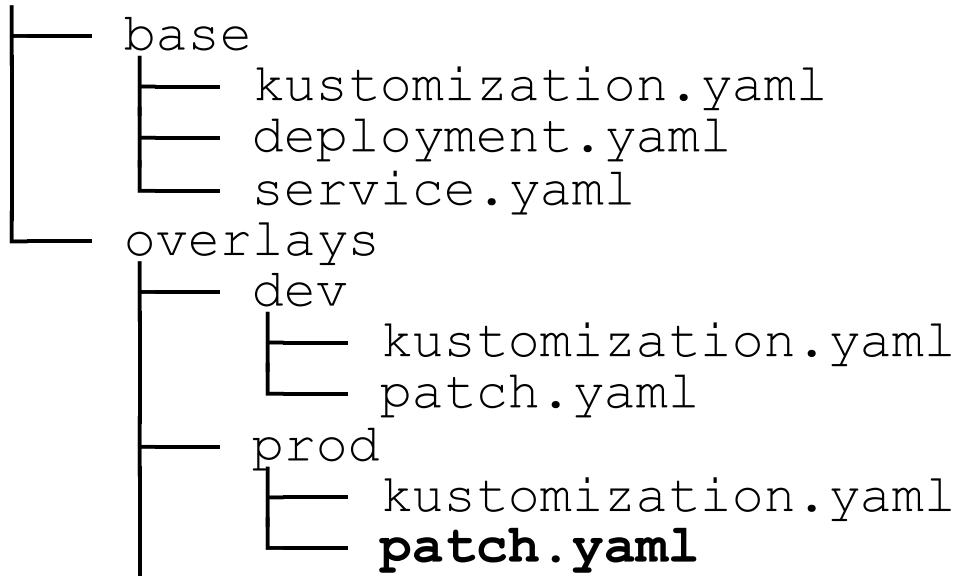 base
kustomization.yaml
deployment.yaml
service.yaml
overlays
dev
kustomization.yaml
patch.yaml
prod
kustomization.yaml
patch.yaml